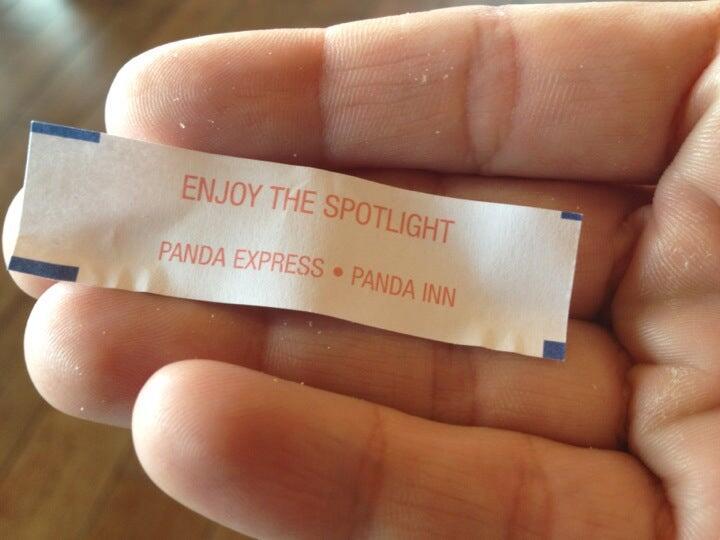 ENJOY THE SPOTLIGHT
PANDA EXPRESS • PANDA INN